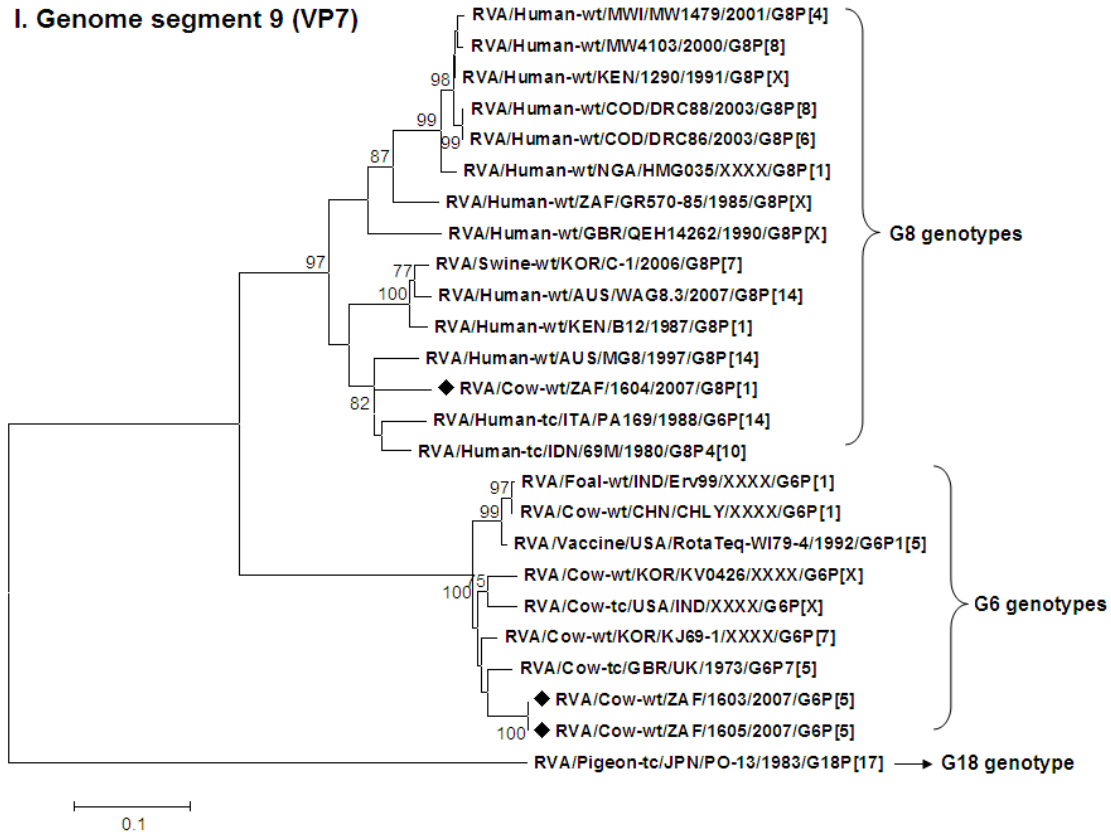 I. Genome segment 9 (VP7)
RVA/Human-wt/MWI/MW1479/2001/G8P[4]
RVA/Human-wt/MW4103/2000/G8P[8]
98
RVA/Human-wt/KEN/1290/1991/G8P[X]
RVA/Human-wt/COD/DRC88/2003/G8P[8]
99
99
RVA/Human-wt/COD/DRC86/2003/G8P[6]
87
RVA/Human-wt/NGA/HMG035/XXXX/G8P[1]
RVA/Human-wt/ZAF/GR570-85/1985/G8P[X]
RVA/Human-wt/GBR/QEH14262/1990/G8P[X]
G8 genotypes
97
77
RVA/Swine-wt/KOR/C-1/2006/G8P[7]
100
RVA/Human-wt/AUS/WAG8.3/2007/G8P[14]
RVA/Human-wt/KEN/B12/1987/G8P[1]
RVA/Human-wt/AUS/MG8/1997/G8P[14]
RVA/Cow-wt/ZAF/1604/2007/G8P[1]
82
RVA/Human-tc/ITA/PA169/1988/G6P[14]
RVA/Human-tc/IDN/69M/1980/G8P4[10]
97
RVA/Foal-wt/IND/Erv99/XXXX/G6P[1]
99
RVA/Cow-wt/CHN/CHLY/XXXX/G6P[1]
RVA/Vaccine/USA/RotaTeq-WI79-4/1992/G6P1[5]
75
RVA/Cow-wt/KOR/KV0426/XXXX/G6P[X]
100
RVA/Cow-tc/USA/IND/XXXX/G6P[X]
G6 genotypes
RVA/Cow-wt/KOR/KJ69-1/XXXX/G6P[7]
RVA/Cow-tc/GBR/UK/1973/G6P7[5]
RVA/Cow-wt/ZAF/1603/2007/G6P[5]
100
RVA/Cow-wt/ZAF/1605/2007/G6P[5]
RVA/Pigeon-tc/JPN/PO-13/1983/G18P[17]
G18 genotype
0.1